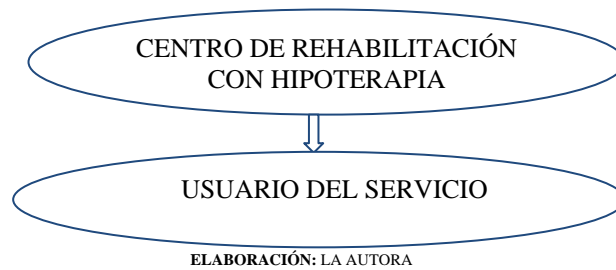 CENTRO DE REHABILITACIÓN
CON HIPOTERAPIA
USUARIO DEL SERVICIO
ELABORACIÓN: LA AUTORA